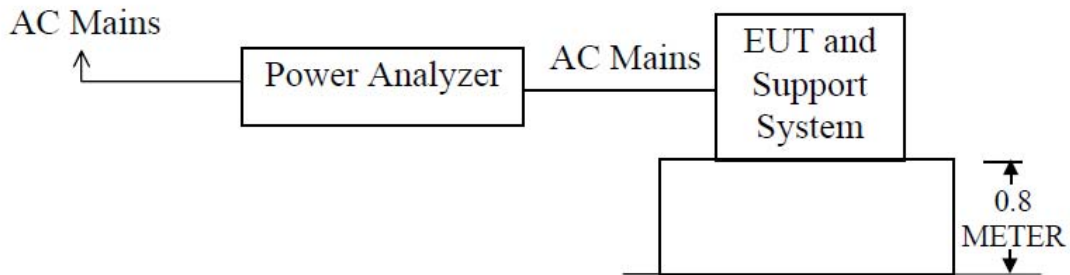 AC Mains
Power Analyzer
AC Mains
EUT and
Support
System
0.8
METER